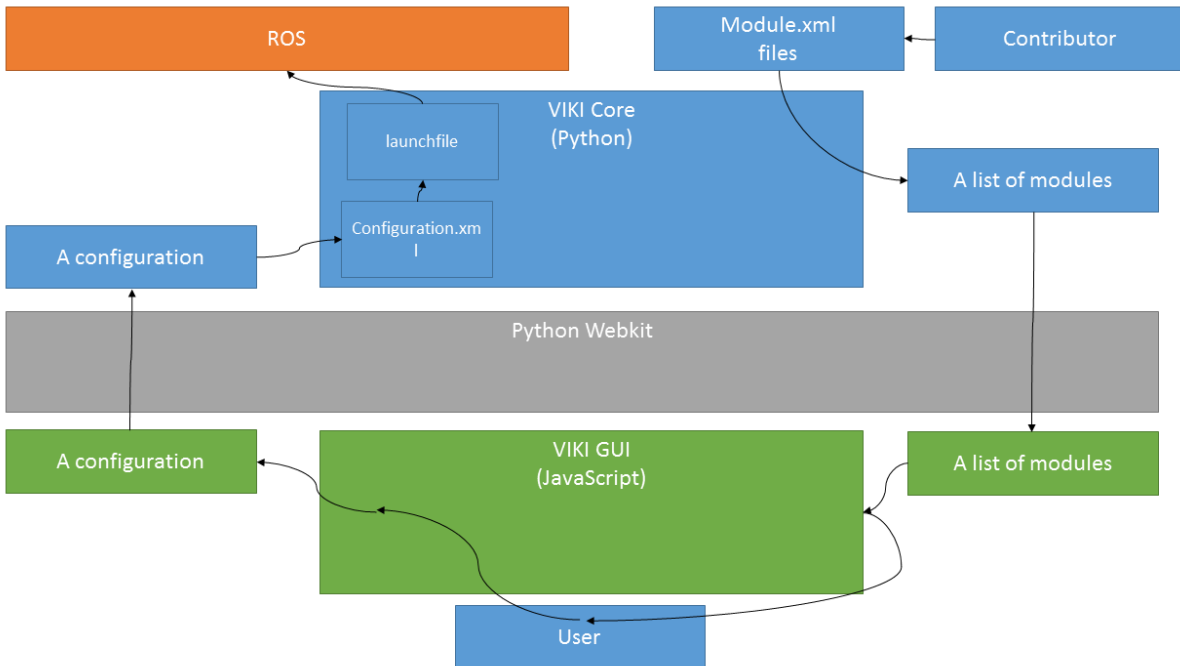 ROS
Module.xml
files
Contributor
VIKI Core
(Python)
launchfile
A list of modules
Configuration.xm
l
A configuration
Python Webkit
A configuration
VIKI GUI
(JavaScript)
A list of modules
User